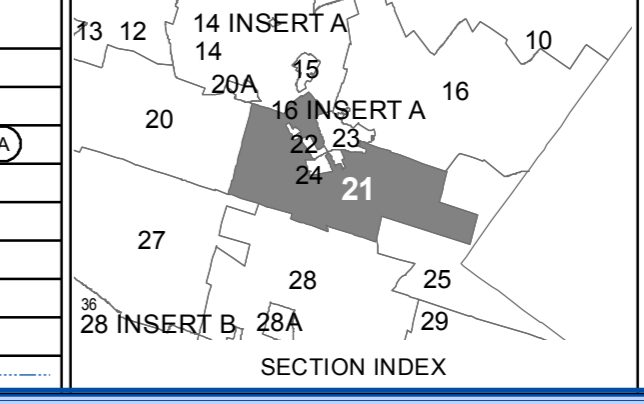 13 12 14 INSERT A 10
14
15
20A 16
16 INSERT A
20 23
22
24 21
27
28 25
36
28 INSERT B 28A 29
SECTION INDEX
A